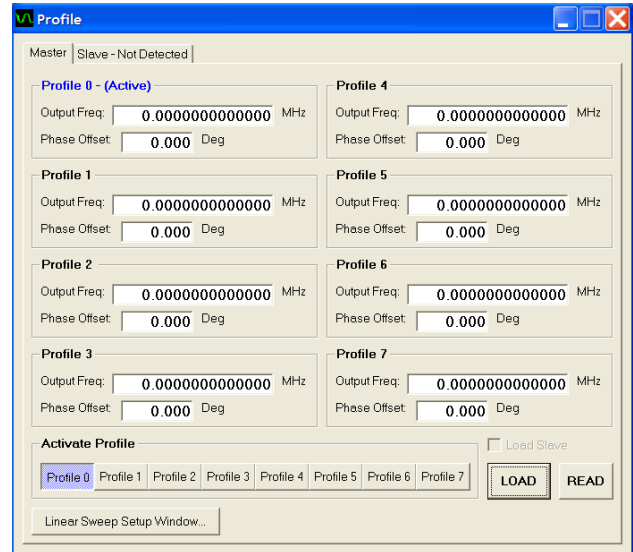 Profile
Master Slave - Not Detected
Profile 0 - (Active)
Output Freq: 0.0000000000000 MHz
Phase Offset: 0.000 Deg
Profile 4
Output Freq: 0.0000000000000 MHz
Phase Offset: 0.000 Deg
Profile 1
Output Freq: 0.0000000000000 MHz
Phase Offset: 0.000 Deg
Profile 5
Output Freq: 0.0000000000000 MHz
Phase Offset: 0.000 Deg
Profile 2
Output Freq: 0.0000000000000 MHz
Phase Offset: 0.000 Deg
Profile 6
Output Freq: 0.0000000000000 MHz
Phase Offset: 0.000 Deg
Profile 3
Output Freq: 0.0000000000000 MHz
Phase Offset: 0.000 Deg
Profile 7
Output Freq: 0.0000000000000 MHz
Phase Offset: 0.000 Deg
Activate Profile
Profile 0 Profile 1 Profile 2 Profile 3 Profile 4 Profile 5 Profile 6 Profile 7
Load Slave
LOAD READ
Linear Sweep Setup Window...